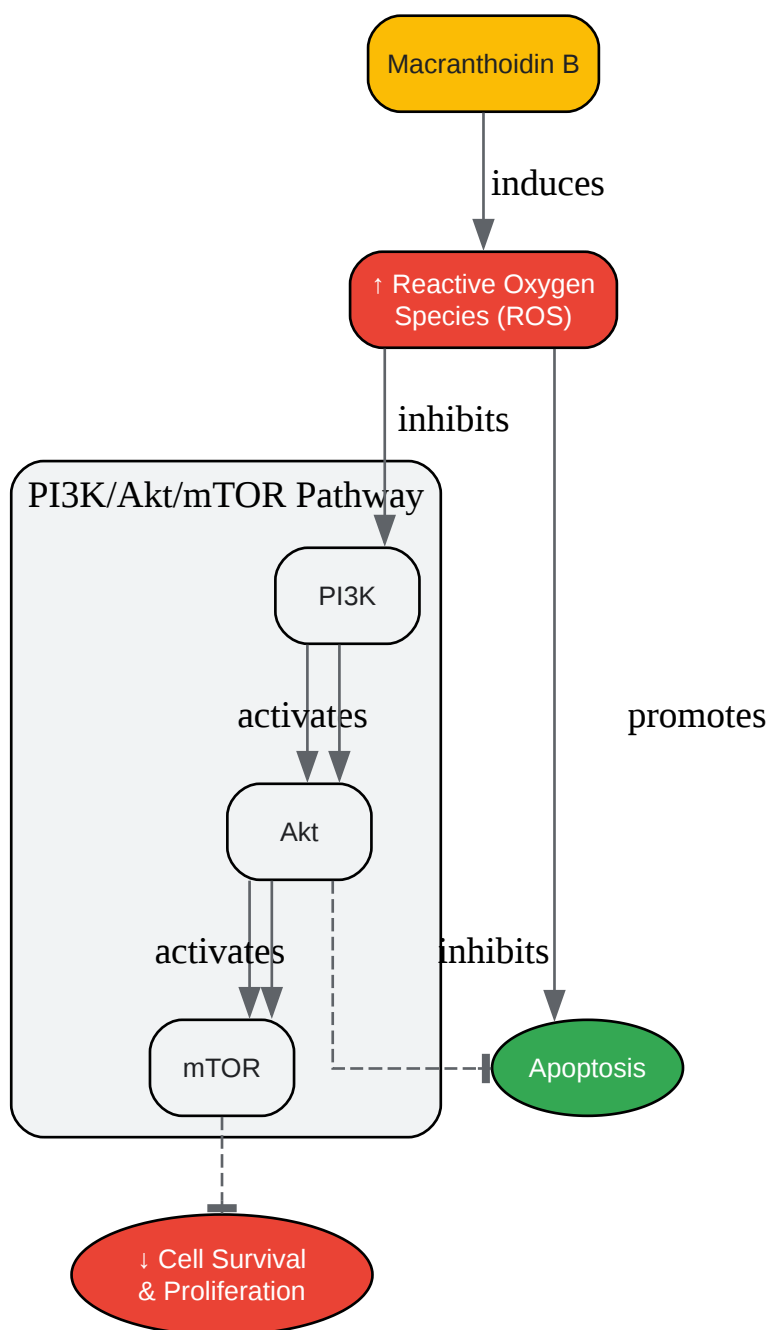 Macranthoidin B
induces
↑ Reactive Oxygen
Species (ROS)
inhibits
PI3K/Akt/mTOR Pathway
PI3K
activates
promotes
Akt
activates
inhibits
mTOR
Apoptosis
↓ Cell Survival
& Proliferation